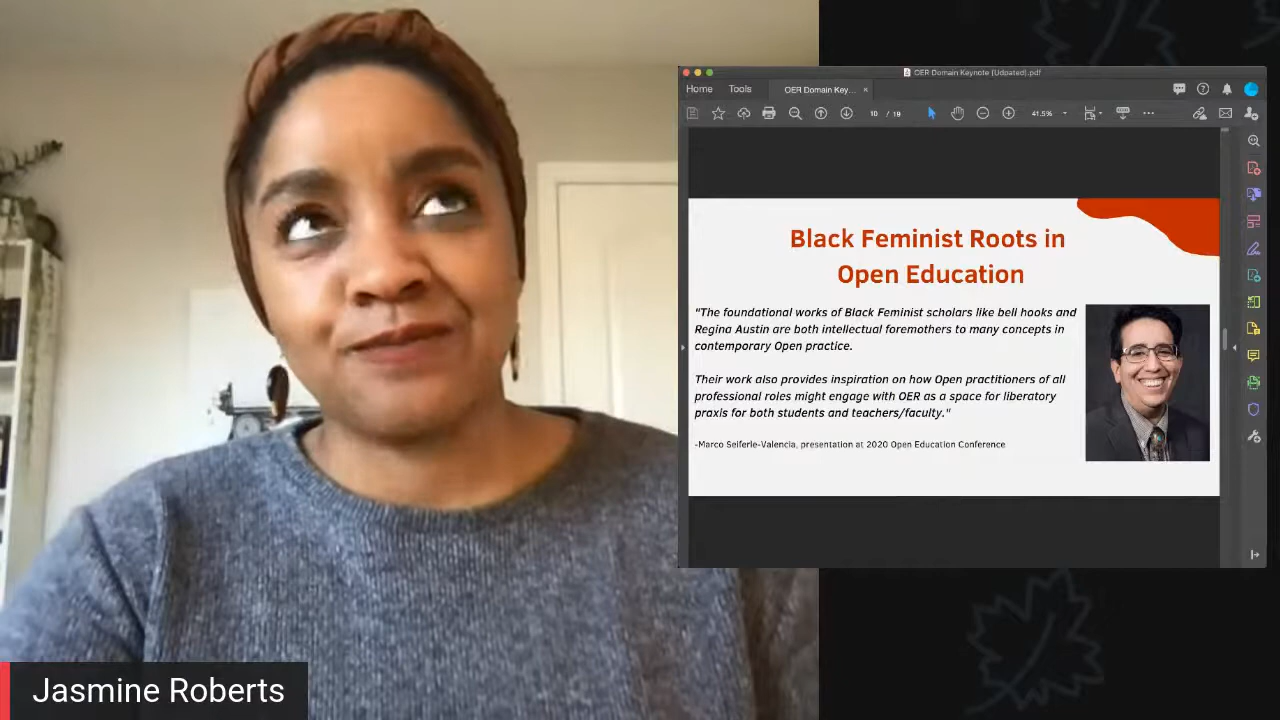 OER Domain Keynote (Udpated).pdf
Home Tools OER Domain Key... ×
10 / 19 41.5%
Black Feminist Roots in
Open Education
"The foundational works of Black Feminist scholars like bell hooks and
Regina Austin are both intellectual foremothers to many concepts in
contemporary Open practice.
Their work also provides inspiration on how Open practitioners of all
professional roles might engage with OER as a space for liberatory
praxis for both students and teachers/faculty."
-Marco Seiferle-Valencia, presentation at 2020 Open Education Conference
Jasmine Roberts